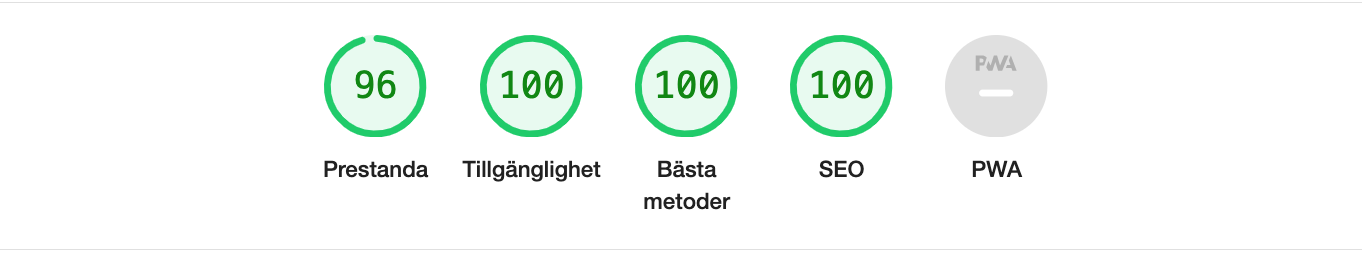 96
100
100
100
PWA
Prestanda
Tillgänglighet
Bästa
metoder
SEO
PWA